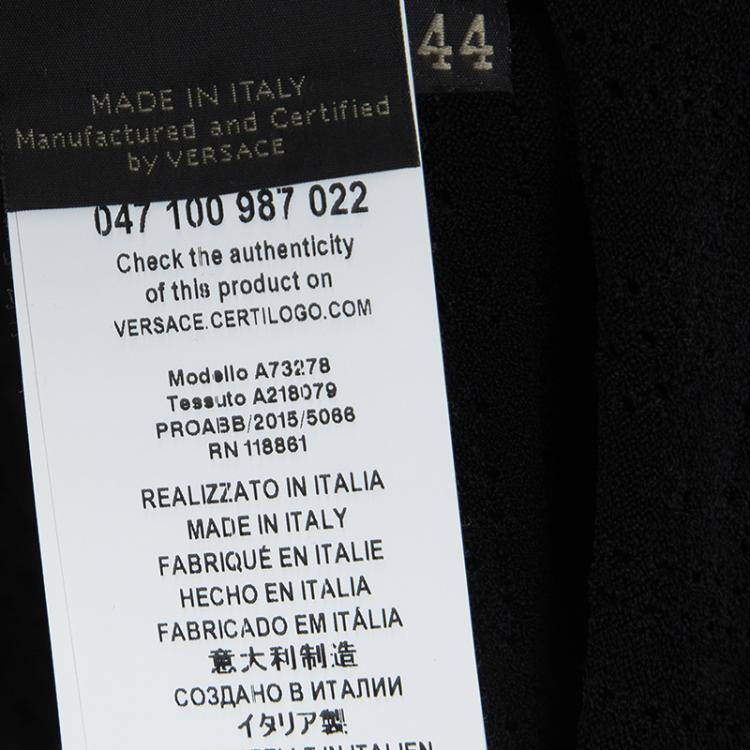 44
MADE IN ITALY
Manufactured and Certified
by VERSACE
047 100 987 022
Check the authenticity
of this product on
VERSACE.CERTILOGO.COM
Modello A73278
Tessuto A218079
PROABB/2015/5066
RN 118861
REALIZZATO IN ITALIA
MADE IN ITALY
FABRIQUÉ EN ITALIE
HECHO EN ITALIA
FABRICADO EM ITÁLIA
意大利制造
СОЗДАНО В ИТАЛИИ
イタリア製
IN ITALIEN